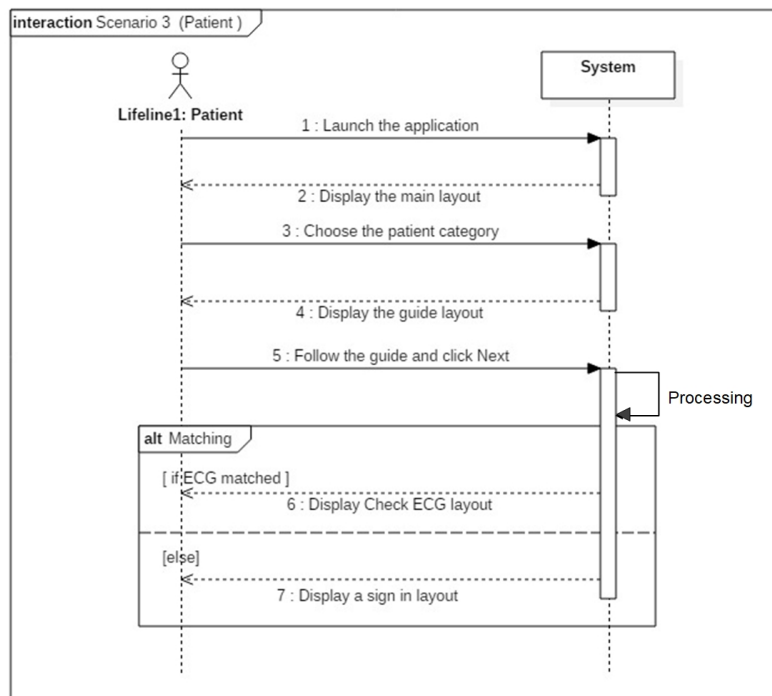 interaction Scenario 3 (Patient )
System
Lifeline1: Patient
1 : Launch the application
2 : Display the main layout
3 : Choose the patient category
4 : Display the guide layout
5 : Follow the guide and click Next
Processing
alt Matching
[ if ECG matched ]
6 : Display Check ECG layout
[else]
7 : Display a sign in layout